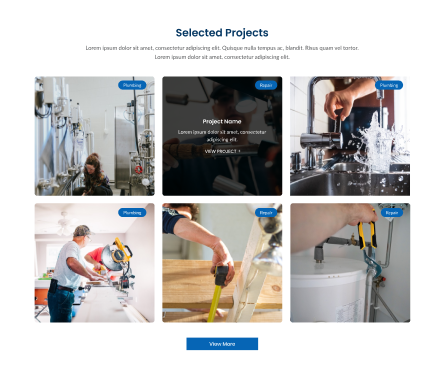 Selected Projects
Lorem ipsum dolor sit amet, consectetur adipiscing elit. Quisque nulla tempus ac, blandit. Risus quam vel tortor.
Lorem ipsum dolor sit amet, consectetur adipiscing elit.
Plumbing
Repair
Plumbing
Project Name
Lorem ipsum dolor sit amet, consectetur
adipiscing elit.
VIEW PROJECT
Plumbing
Repair
Repair
View More